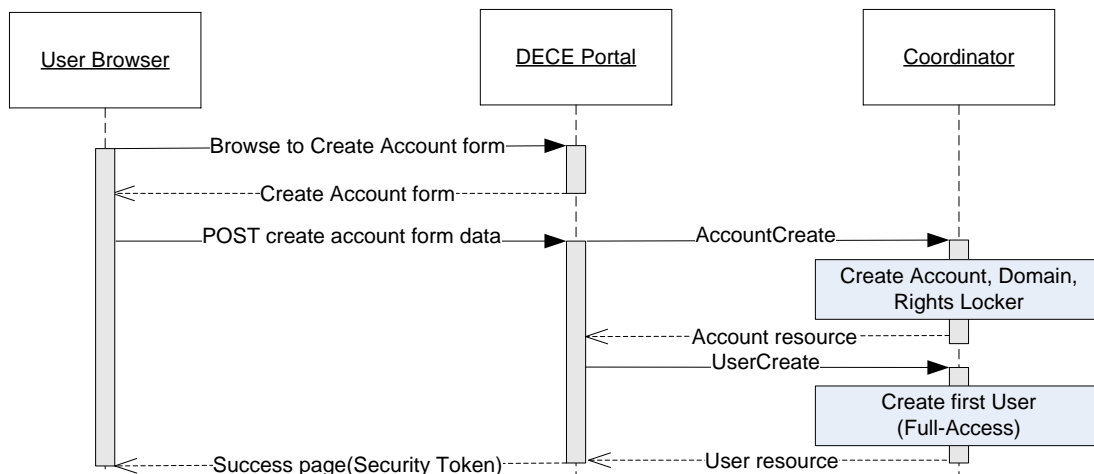 User Browser
DECE Portal
Coordinator
Browse to Create Account form
Create Account form
POST create account form data
AccountCreate
Create Account, Domain,
Rights Locker
Account resource
UserCreate
Create first User
(Full-Access)
User resource
Success page(Security Token)